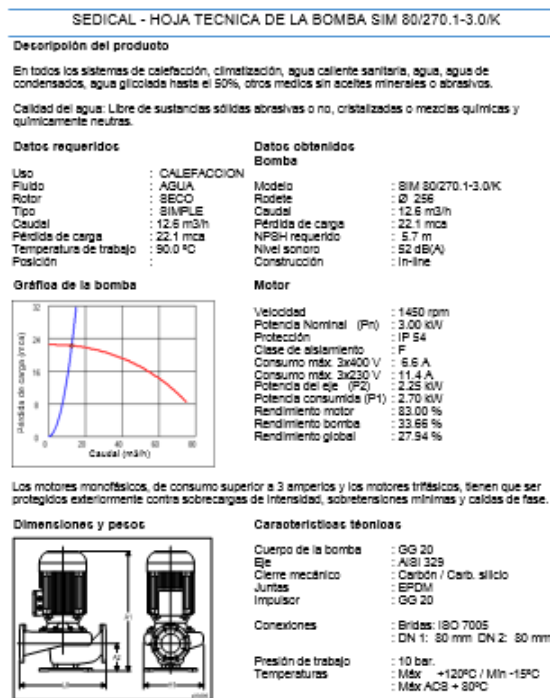 SEDICAL - HOJA TECNICA DE LA BOMBA SIM 80/270.1-3.0/K
Descripolón del producto
En todos los sistemas de calefacción, climatización, agua caliente sanitaria, agua, agua de
condensados, agua glicolada hasta el 50%, otros medios sin aceites minerales o abrasivos.
Calidad del agua: Libre de sustancias sólidas abrasivas o no, cristalizadas o mezclas químicas y
químicamente neutras.
Datos requeridos
Uso : CALEFACCION
Fluido : AGUA
Rotor : SECO
Tipo : SIMPLE
Caudal : 12.6 m3/h
Pérdida de carga : 22.1 mca
Temperatura de trabajo : 90.0 ºC
Posición :
Datos obtenidos
Bomba
Modelo : SIM 80/270.1-3.0/K
Rodete : Ø 256
Caudal : 12.6 m3/h
Pérdida de carga : 22.1 mca
NPSH requerido : 5.7 m
Nivel sonoro : 52 dB(A)
Construcción : In-line
Gráfica de la bomba
Pérdida de carga (mca)
32
24
16
8
0
0 20 40 60 80
Caudal (m3/h)
Motor
Velocidad : 1450 rpm
Potencia Nominal (Pn) : 3.00 kW
Protección : IP 54
Clase de aislamiento : F
Consumo máx. 3x400 V : 6.6 A
Consumo máx. 3x230 V : 11.4 A
Potencia del eje (P2) : 2.25 kW
Potencia consumida (P1) : 2.70 kW
Rendimiento motor : 83.00 %
Rendimiento bomba : 33.66 %
Rendimiento global : 27.94 %
Los motores monofásicos, de consumo superior a 3 amperios y los motores trifásicos, tienen que ser
protegidos exteriormente contra sobrecargas de intensidad, sobretensiones mínimas y caídas de fase.
Dimensiones y pesos
A1
A2
Características técnicas
Cuerpo de la bomba : GG 20
Eje : AISI 329
Cierre mecánico : Carbón / Carb. silicio
Juntas : EPDM
Impulsor : GG 20
Conexiones : Bridas: ISO 7005
: DN 1: 80 mm DN 2: 80 mm
Presión de trabajo : 10 bar.
Temperaturas : Máx +120ºC / Mín -15ºC
: Máx ACS + 80ºC